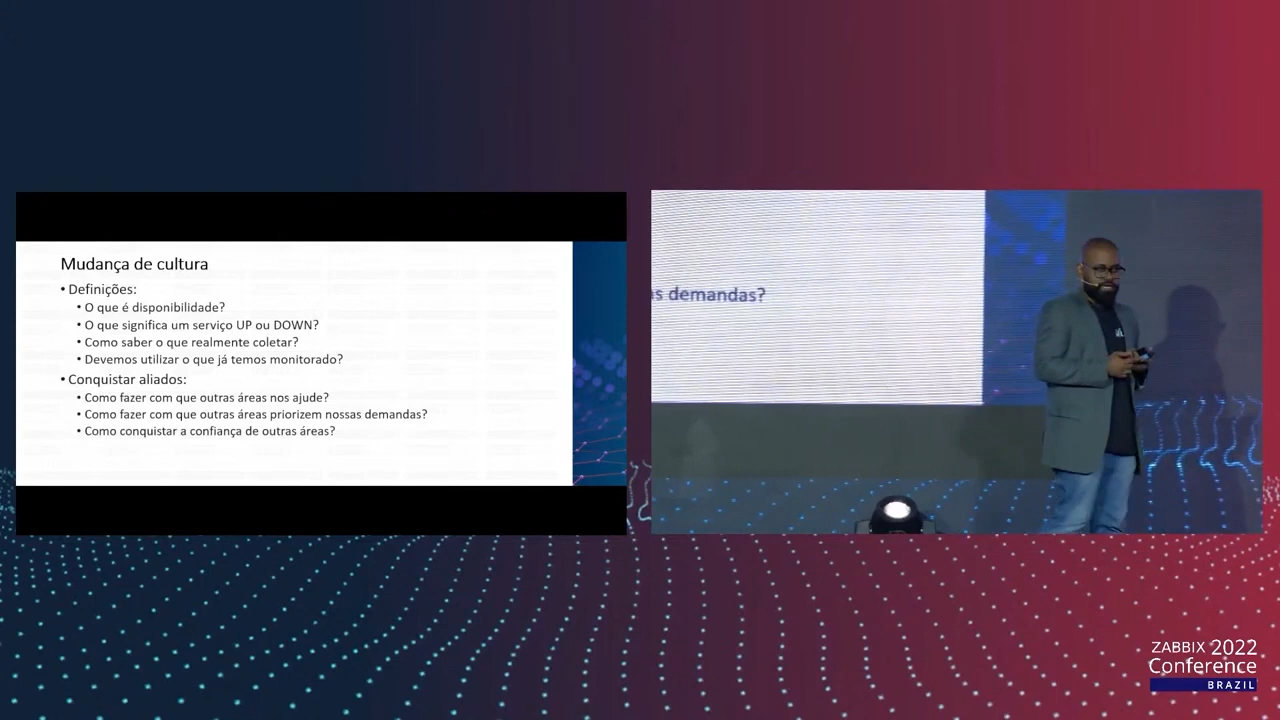 Mudança de cultura
• Definições:
• O que é disponibilidade?
• O que significa um serviço UP ou DOWN?
• Como saber o que realmente coletar?
• Devemos utilizar o que já temos monitorado?
• Conquistar aliados:
• Como fazer com que outras áreas nos ajude?
• Como fazer com que outras áreas priorizem nossas demandas?
• Como conquistar a confiança de outras áreas?
demandas?
ZABBIX 2022
Conference
BRAZIL